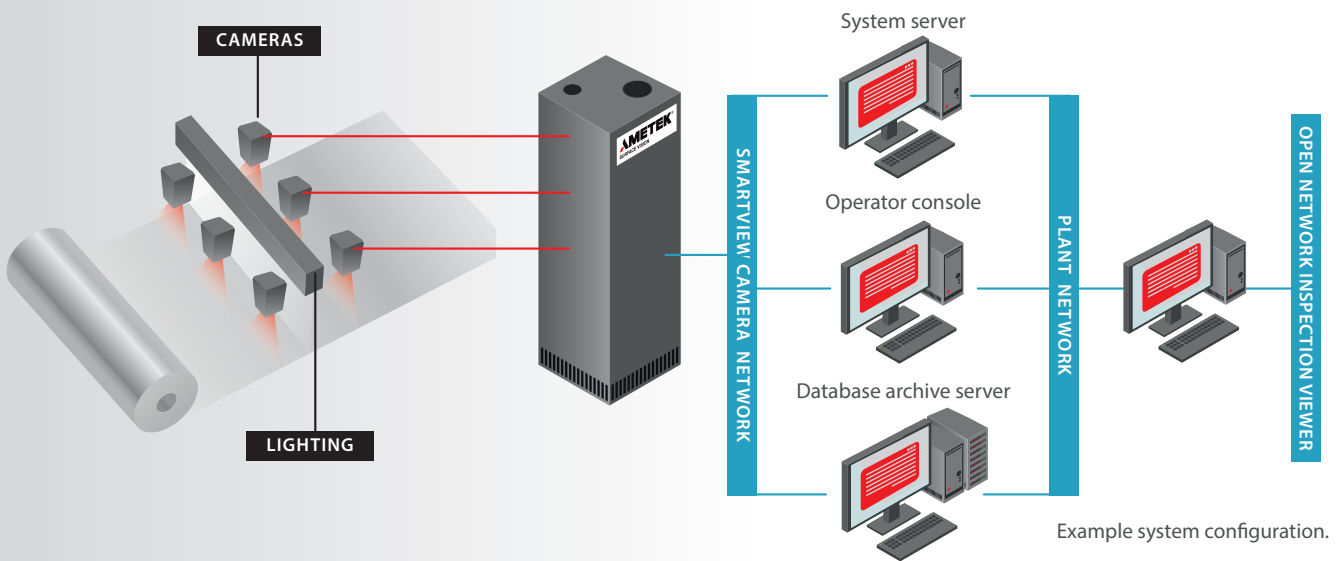 CAMERAS
LIGHTING
AMETEK®
SURFACE VISION
SMARTVIEW® CAMERA NETWORK
System server
Operator console
Database archive server
PLANT NETWORK
OPEN NETWORK INSPECTION VIEWER
Example system configuration.